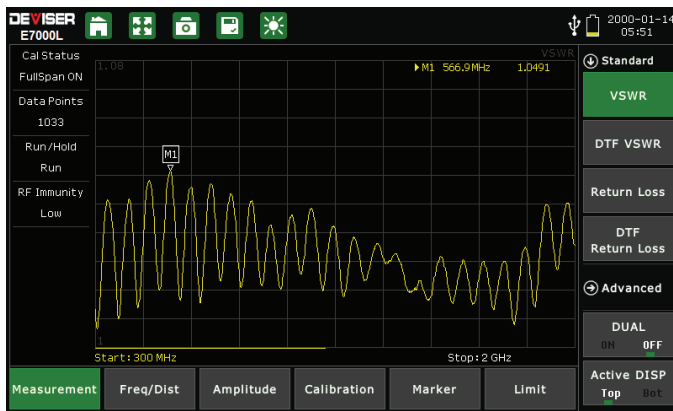 DEVISER
E7000L
2000-01-14
05:51
Cal Status
FullSpan ON
Data Points
1033
Run/Hold
Run
RF Immunity
Low
VSWR
1.08
M1 566.9MHz 1.0491
M1
1
Start:300 MHz
Stop:2 GHz
Standard
VSWR
DTF VSWR
Return Loss
DTF
Return Loss
Advanced
DUAL
ON OFF
Active DISP
Top Bot
Measurement
Freq/Dist
Amplitude
Calibration
Marker
Limit